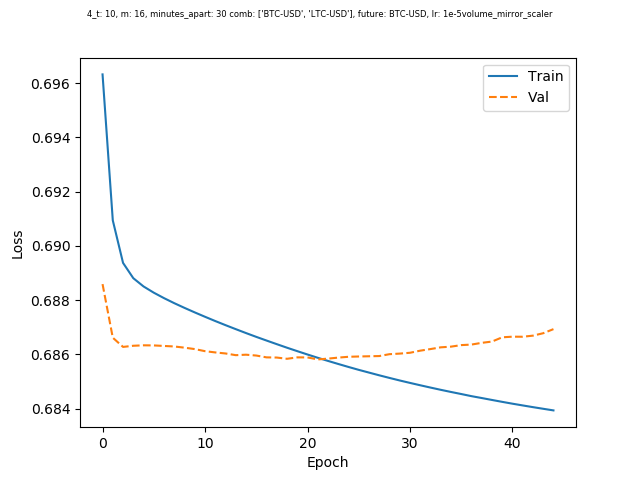 4_t: 10, m: 16, minutes_apart: 30 comb: ['BTC-USD', 'LTC-USD'], future: BTC-USD, lr: 1e-5volume_mirror_scaler
Train
Val
0.696
0.694
0.692
0.690
0.688
0.686
0.684
Loss
0 10 20 30 40
Epoch